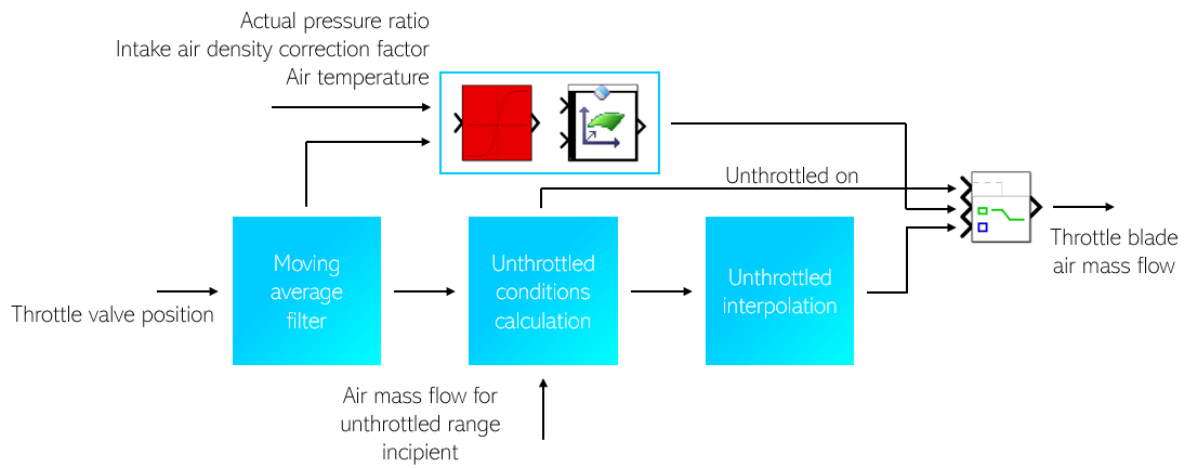 Actual pressure ratio
Intake air density correction factor
Air temperature
Unthrottled on
Throttle valve position
Moving
average
filter
Unthrottled
conditions
calculation
Unthrottled
interpolation
Throttle blade
air mass flow
Air mass flow for
unthrottled range
incipient